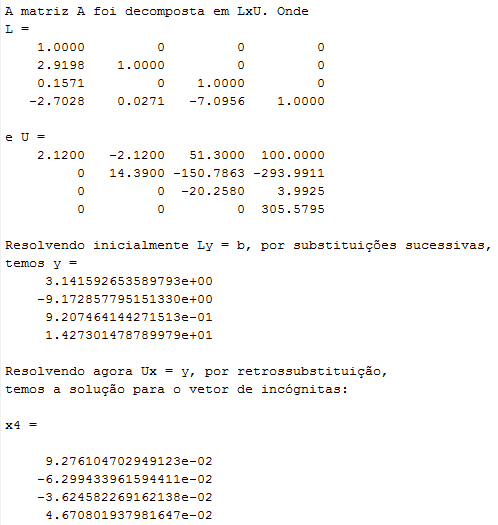 A matriz A foi decomposta em LxU. Onde
L =
1.0000 0 0 0
2.9198 1.0000 0 0
0.1571 0 1.0000 0
-2.7028 0.0271 -7.0956 1.0000
e U =
2.1200 -2.1200 51.3000 100.0000
0 14.3900 -150.7863 -293.9911
0 0 -20.2580 3.9925
0 0 0 305.5795
Resolvendo inicialmente Ly = b, por substituições sucessivas,
temos y =
3.141592653589793e+00
-9.172857795151330e+00
9.207464144271513e-01
1.427301478789979e+01
Resolvendo agora Ux = y, por retrossubstituição,
temos a solução para o vetor de incógnitas:
x4 =
9.276104702949123e-02
-6.299433961594411e-02
-3.624582269162138e-02
4.670801937981647e-02